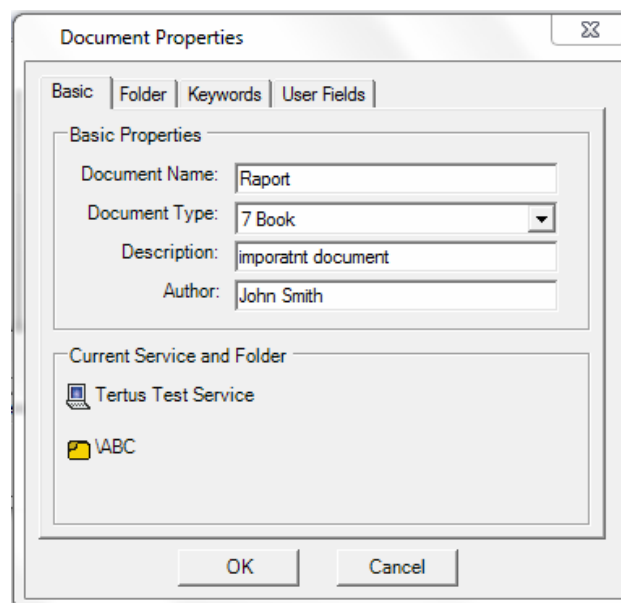 Document Properties
Basic Folder Keywords User Fields
Basic Properties
Document Name: Raport
Document Type: 7 Book
Description: imporatnt document
Author: John Smith
Current Service and Folder
Tertus Test Service
\ABC
OK Cancel